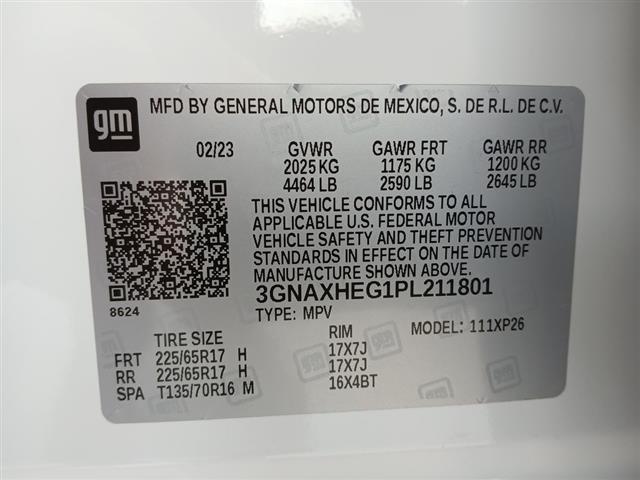 gm
MFD BY GENERAL MOTORS DE MEXICO, S. DE R.L. DE C.V.
02/23 GVWR GAWR FRT GAWR RR
2025 KG 1175 KG 1200 KG
4464 LB 2590 LB 2645 LB
THIS VEHICLE CONFORMS TO ALL
APPLICABLE U.S. FEDERAL MOTOR
VEHICLE SAFETY AND THEFT PREVENTION
STANDARDS IN EFFECT ON THE DATE OF
MANUFACTURE SHOWN ABOVE.
3GNAXHEG1PL211801
8624
TYPE: MPV MODEL: 111XP26
TIRE SIZE RIM
FRT 225/65R17 H 17X7J
RR 225/65R17 H 17X7J
SPA T135/70R16 M 16X4BT